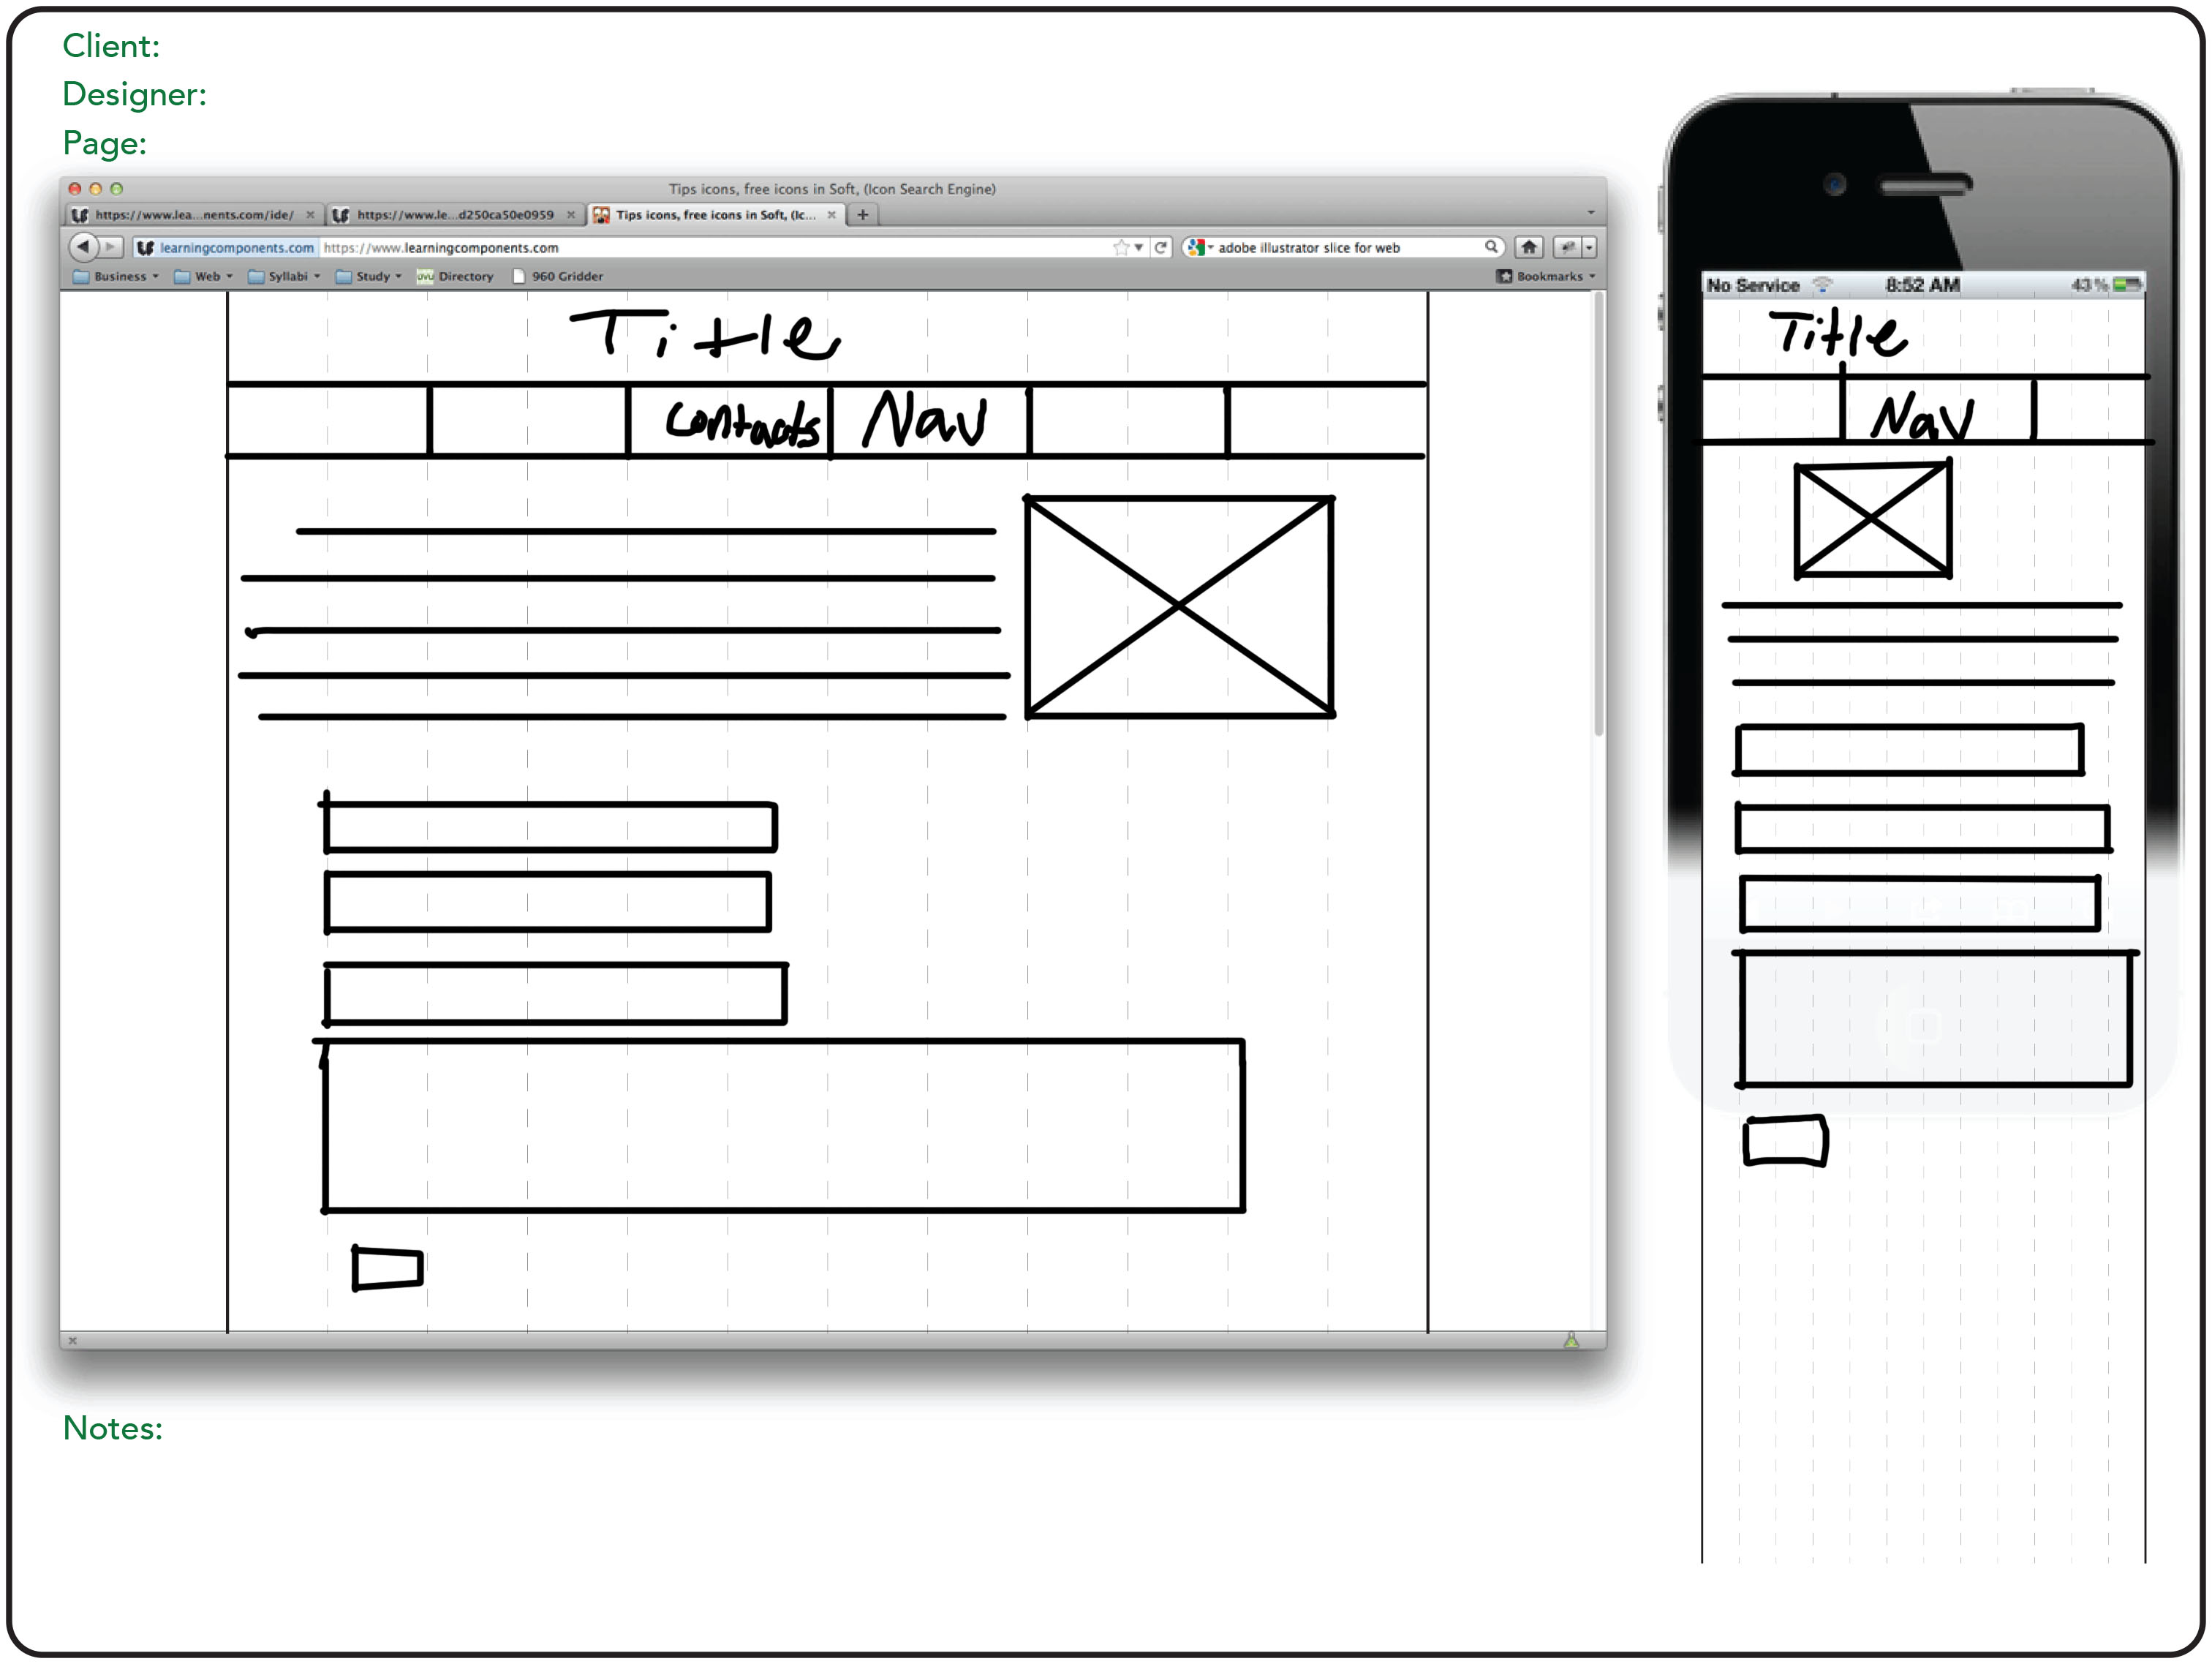 Client:
Designer:
Page:
Tips icons, free icons in Soft, (Icon Search Engine)
https://www.lea...nents.com/ide/ https://www.le...d250ca50e0959 Tips icons, free icons in Soft, (Ic...
learningcomponents.com https://www.learningcomponents.com adobe illustrator slice for web
Business Web Syllabi Study Directory 960 Gridder Bookmarks
Title
Contacts Nav
No Service 8:52 AM 43%
Title
Nav
Notes: